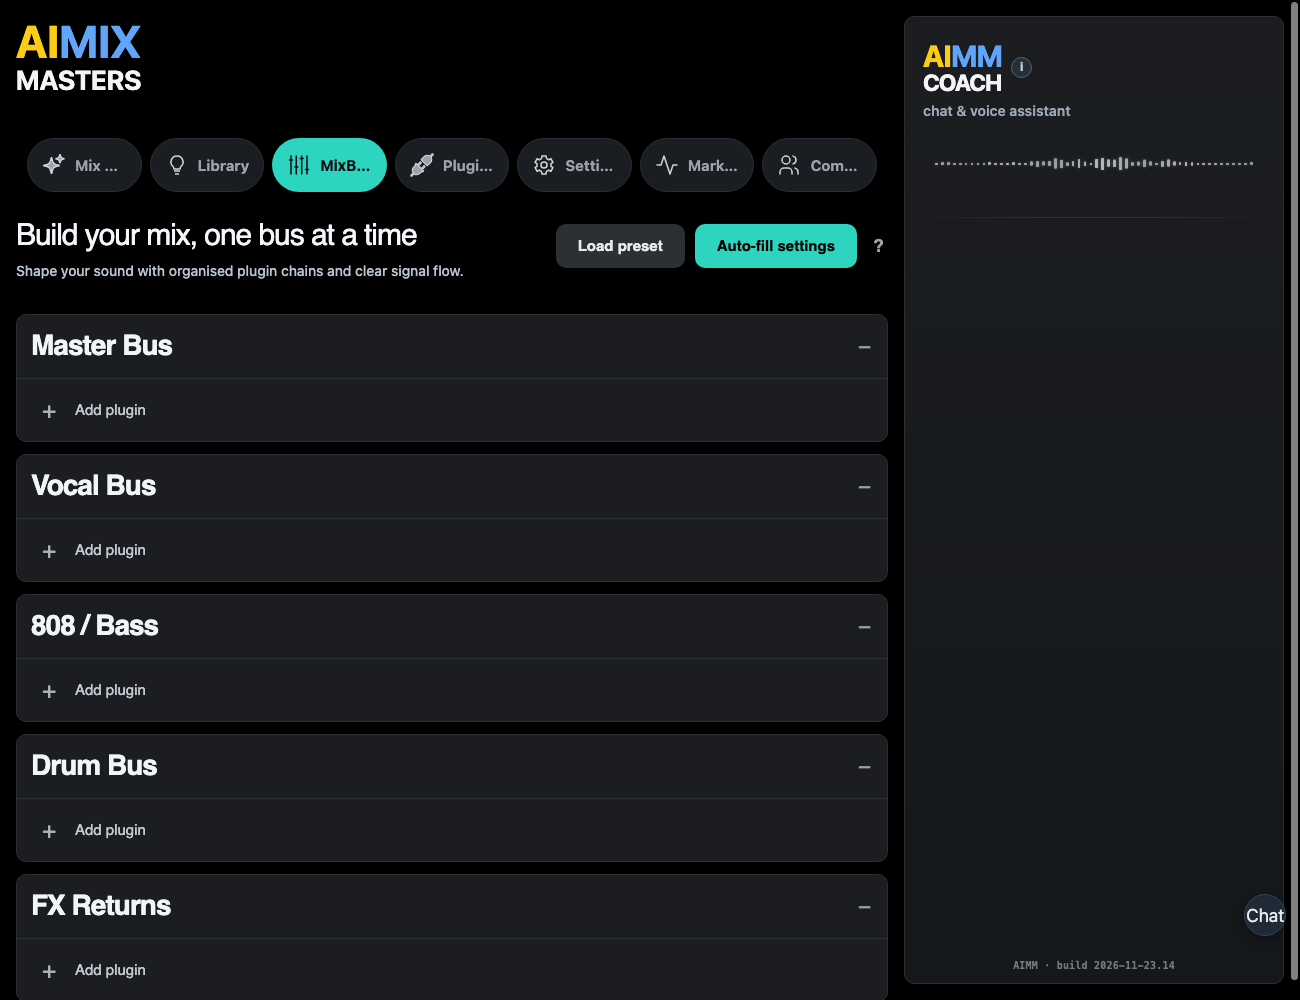 AIMIX
MASTERS
Mix ...
Library
MixB...
Plugi...
Setti...
Mark...
Com...
Build your mix, one bus at a time
Shape your sound with organised plugin chains and clear signal flow.
Load preset
Auto-fill settings
?
Master Bus
Add plugin
Vocal Bus
Add plugin
808 / Bass
Add plugin
Drum Bus
Add plugin
FX Returns
Add plugin
AIMM
COACH
i
chat & voice assistant
Chat
AIMM · build 2026-11-23.14